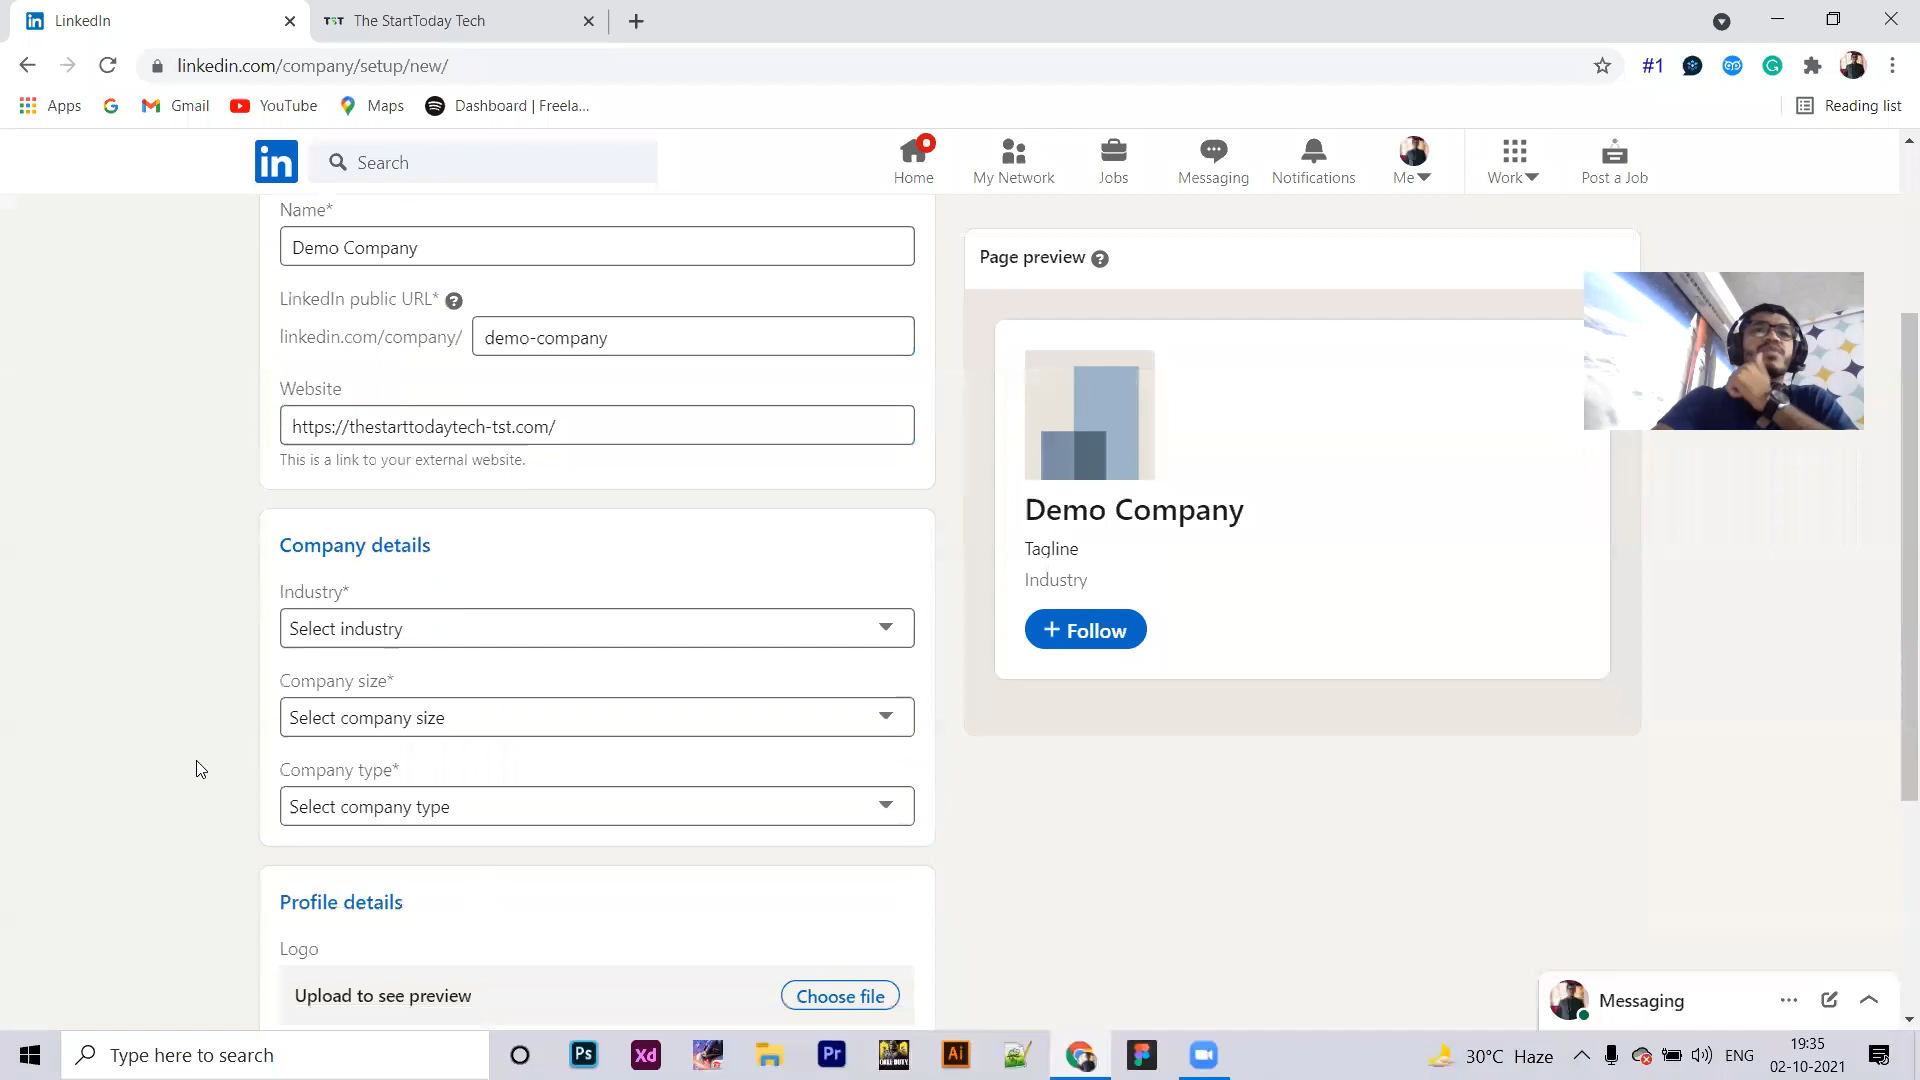 LinkedIn
TST The StartToday Tech
linkedin.com/company/setup/new/
#1
Apps
Gmail
YouTube
Maps
Dashboard | Freela...
Reading list
in
Search
Home
My Network
Jobs
Messaging
Notifications
Me
Work
Post a Job
Name*
Demo Company
LinkedIn public URL*
linkedin.com/company/
demo-company
Website
https://thestarttodaytech-tst.com/
This is a link to your external website.
Company details
Industry*
Select industry
Company size*
Select company size
Company type*
Select company type
Profile details
Logo
Upload to see preview
Choose file
Page preview
Demo Company
Tagline
Industry
+ Follow
Messaging
Type here to search
Ps
Xd
Pr
Ai
30°C Haze
ENG
19:35
02-10-2021